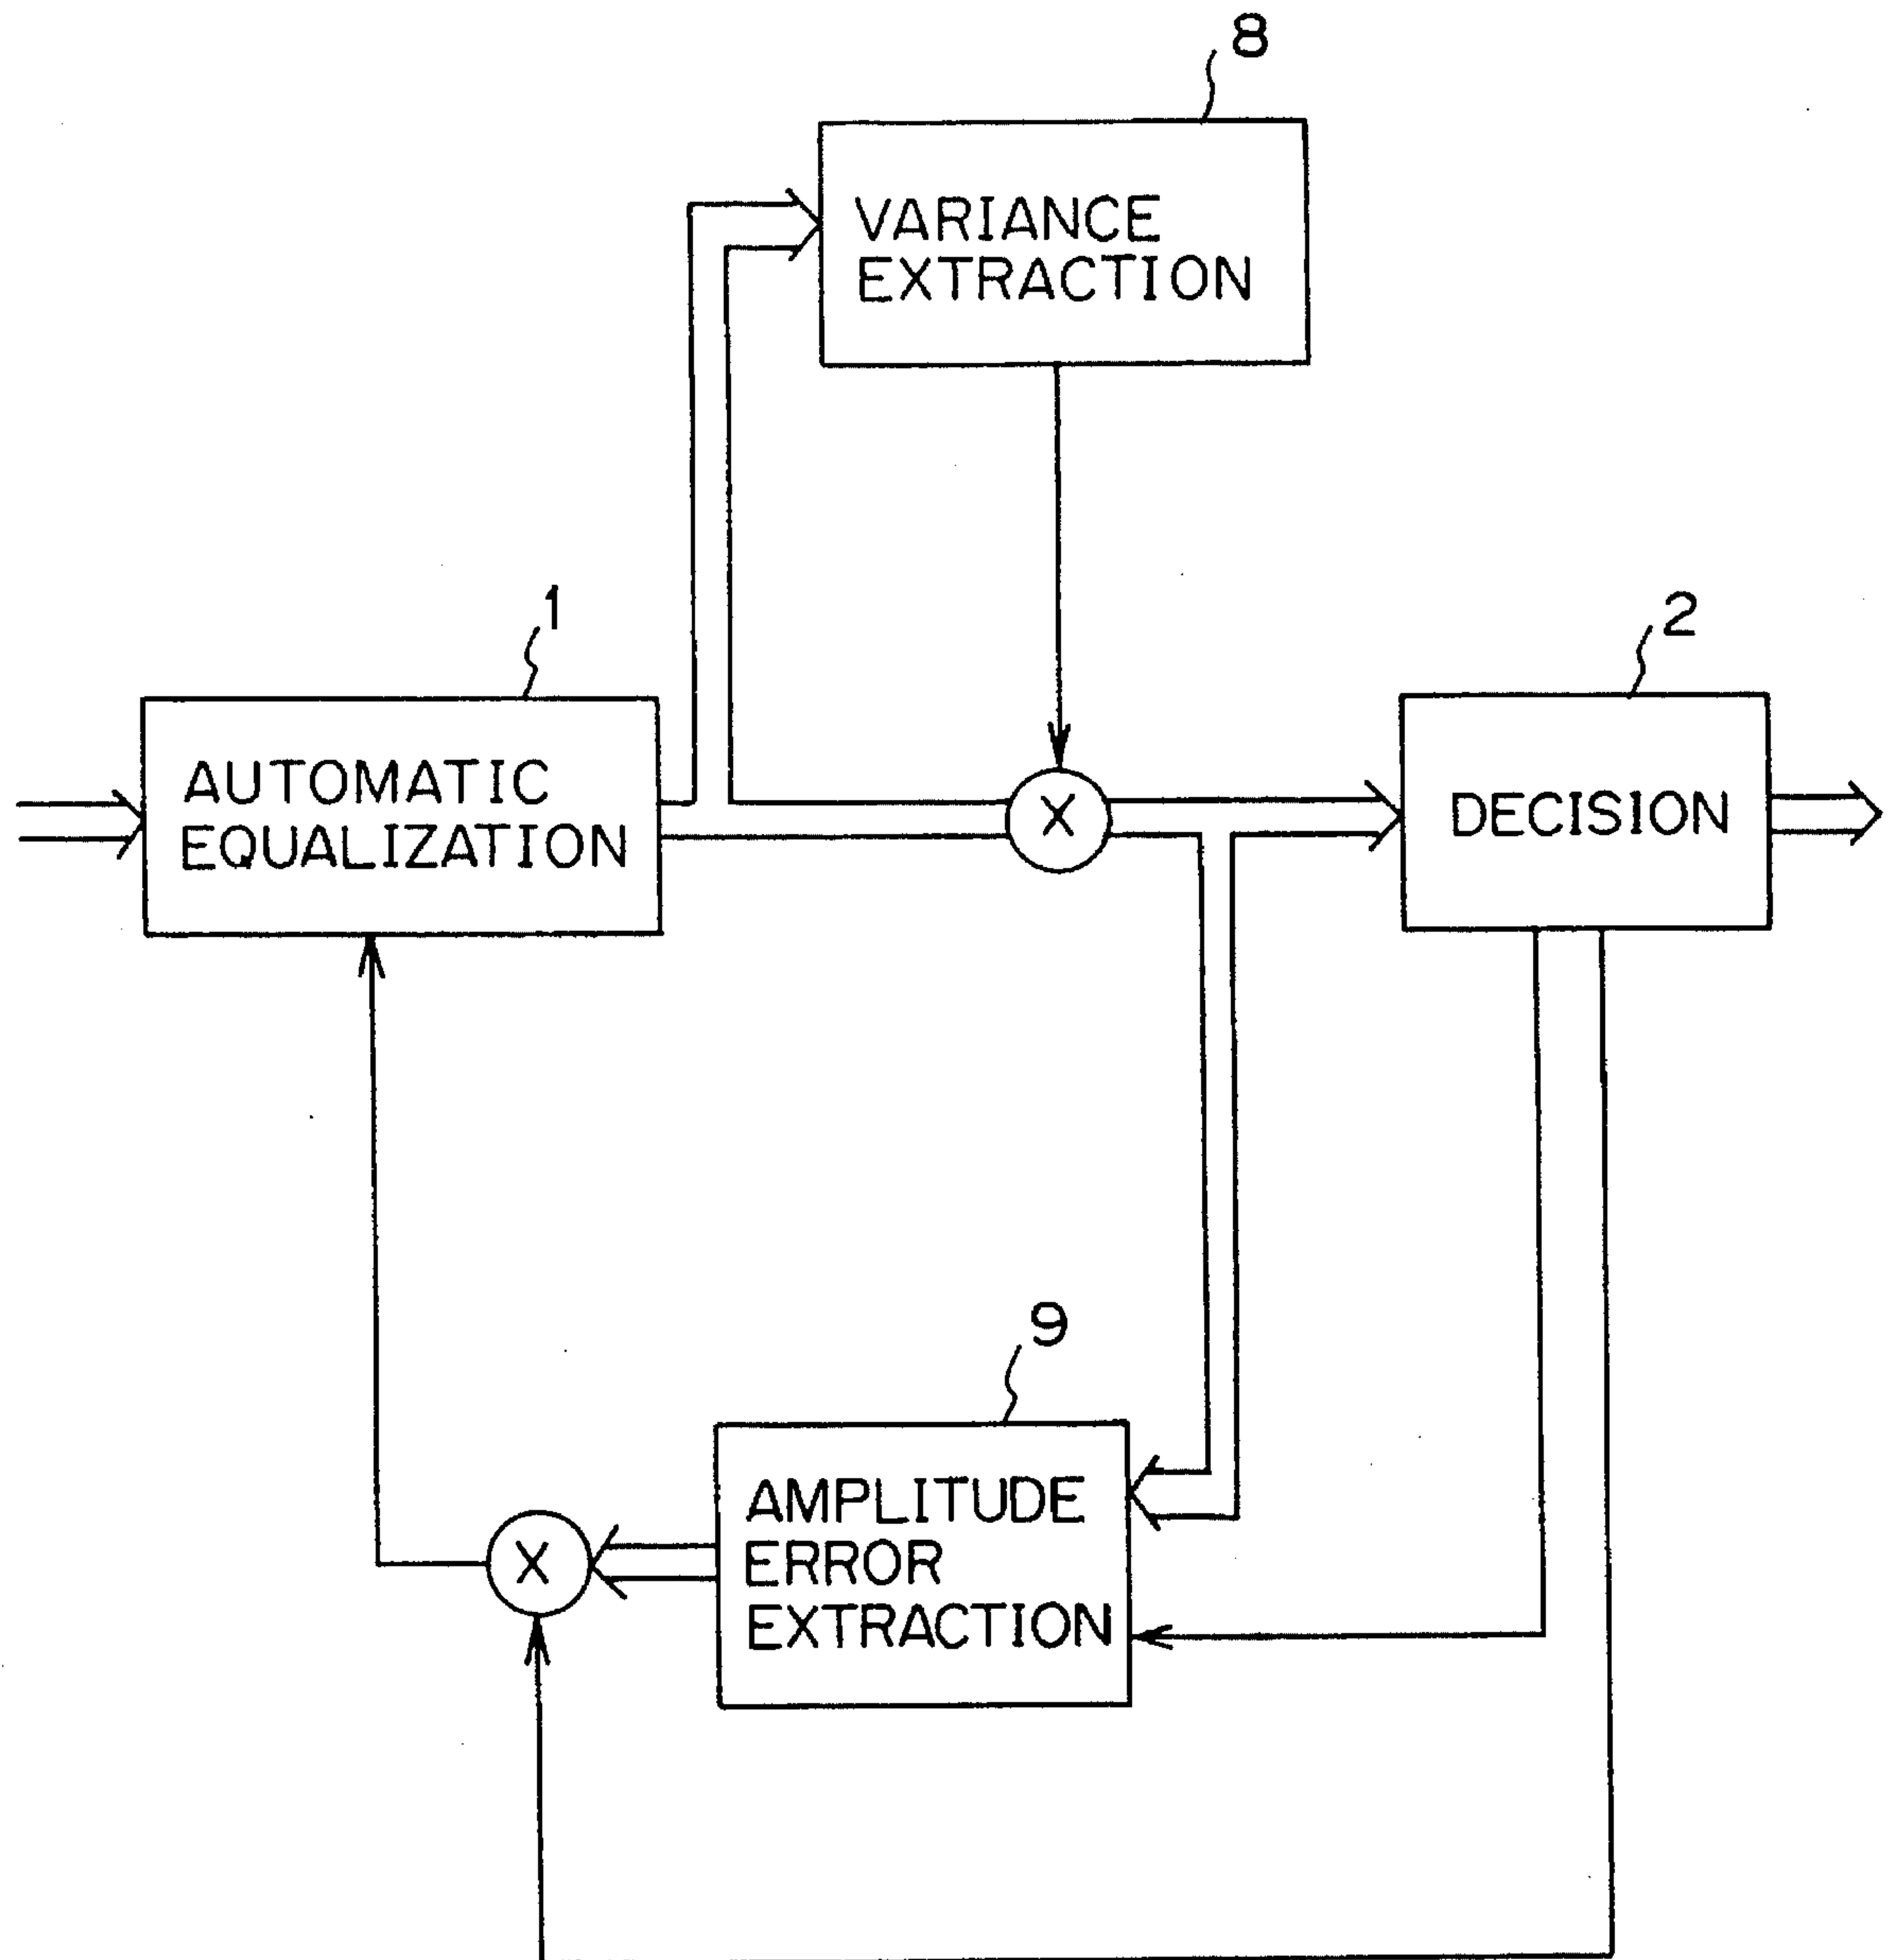 8
VARIANCE
EXTRACTION
1
2
AUTOMATIC
EQUALIZATION
X
DECISION
9
AMPLITUDE
ERROR
EXTRACTION
X